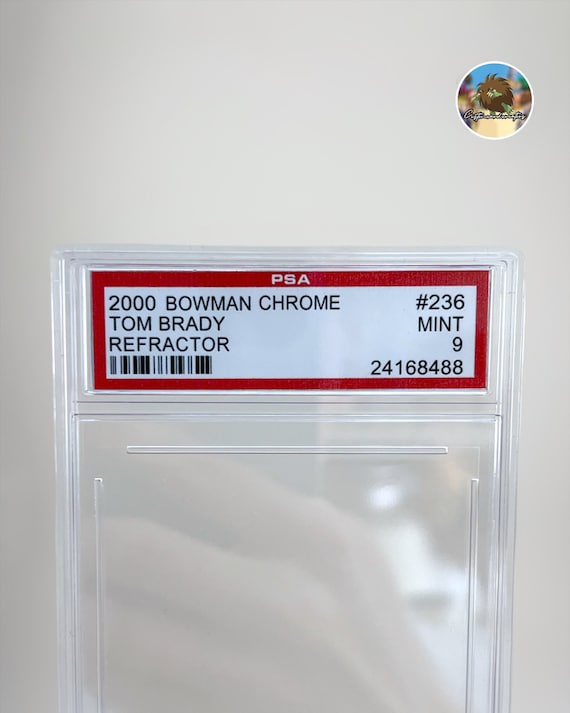 PSA
2000 BOWMAN CHROME #236
TOM BRADY MINT
REFRACTOR 9
24168488